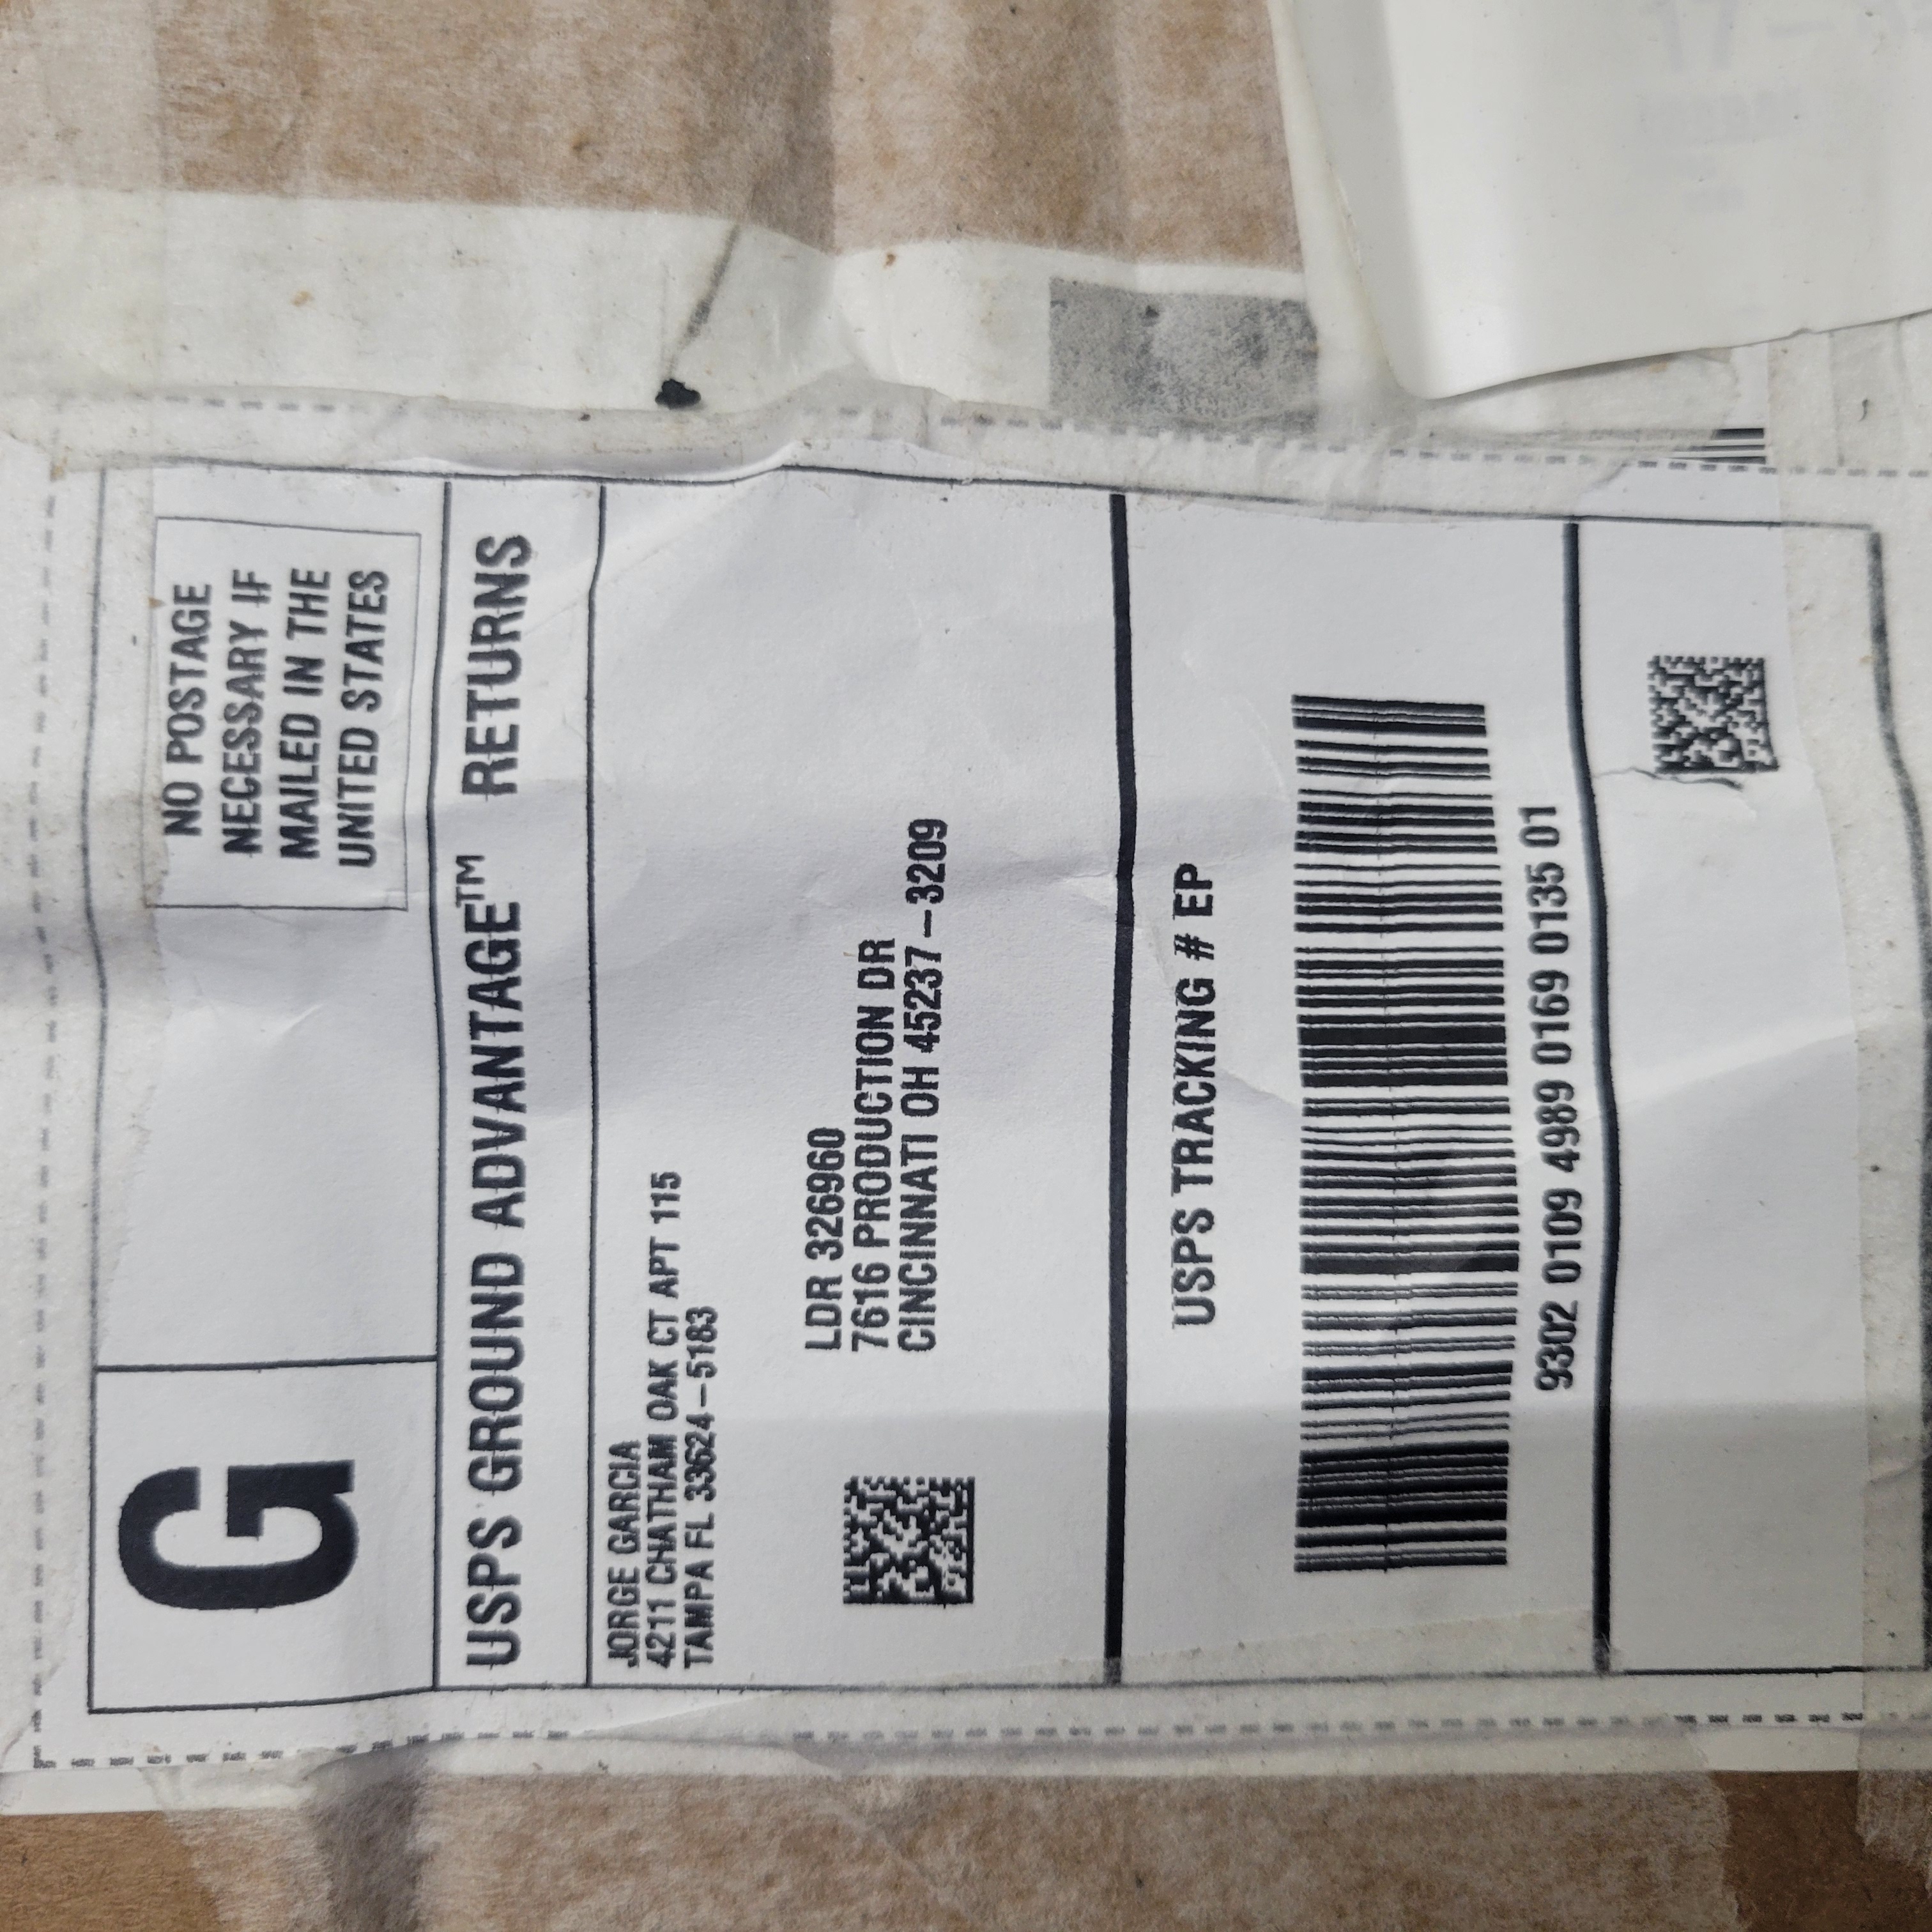 G
NO POSTAGE
NECESSARY IF
MAILED IN THE
UNITED STATES
USPS GROUND ADVANTAGE™ RETURNS
JORGE GARCIA
4211 CHATHAM OAK CT APT 115
TAMPA FL 33624-5183
LDR 326960
7616 PRODUCTION DR
CINCINNATI OH 45237-3209
USPS TRACKING # EP
9302 0109 4989 0169 0135 01